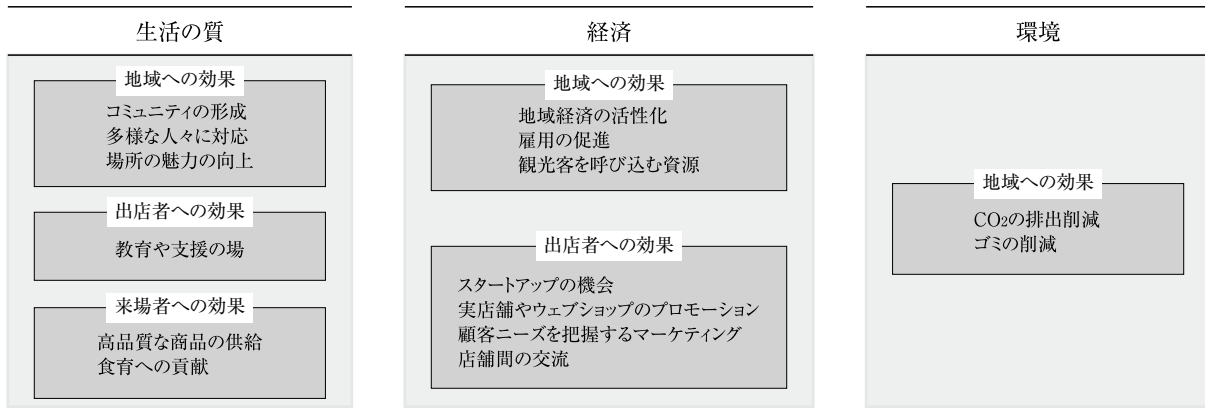 生活の質
地域への効果
コミュニティの形成
多様な人々に対応
場所の魅力の向上
出店者への効果
教育や支援の場
来場者への効果
高品質な商品の供給
食育への貢献
経済
地域への効果
地域経済の活性化
雇用の促進
観光客を呼び込む資源
出店者への効果
スタートアップの機会
実店舗やウェブショップのプロモーション
顧客ニーズを把握するマーケティング
店舗間の交流
環境
地域への効果
CO2の排出削減
ゴミの削減